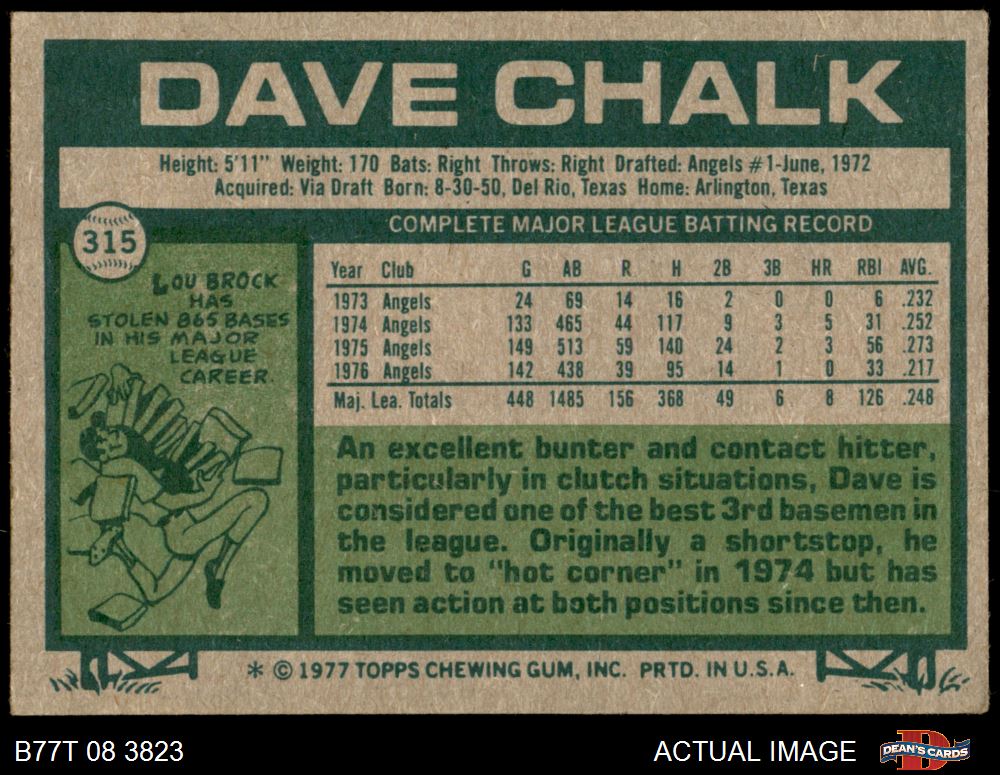 DAVE CHALK
Height: 5'11" Weight: 170 Bats: Right Throws: Right Drafted: Angels #1-June, 1972
Acquired: Via Draft Born: 8-30-50, Del Rio, Texas Home: Arlington, Texas
315
LOU BROCK
HAS
STOLEN 865 BASES
IN HIS MAJOR
LEAGUE
CAREER.
COMPLETE MAJOR LEAGUE BATTING RECORD
Year Club G AB R H 2B 3B HR RBI AVG.
1973 Angels 24 69 14 16 2 0 0 6 .232
1974 Angels 133 465 44 117 9 3 5 31 .252
1975 Angels 149 513 59 140 24 2 3 56 .273
1976 Angels 142 438 39 95 14 1 0 33 .217
Maj. Lea. Totals 448 1485 156 368 49 6 8 126 .248
An excellent bunter and contact hitter,
particularly in clutch situations, Dave is
considered one of the best 3rd basemen in
the league. Originally a shortstop, he
moved to "hot corner" in 1974 but has
seen action at both positions since then.
* © 1977 TOPPS CHEWING GUM, INC. PRTD. IN U.S.A.
B77T 08 3823
ACTUAL IMAGE
D
DEAN'S CARDS